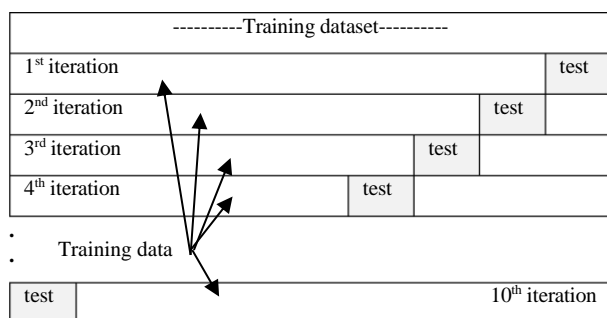 ----------Training dataset----------
1st iteration test
2nd iteration test
3rd iteration test
4th iteration test
:
Training data
test 10th iteration